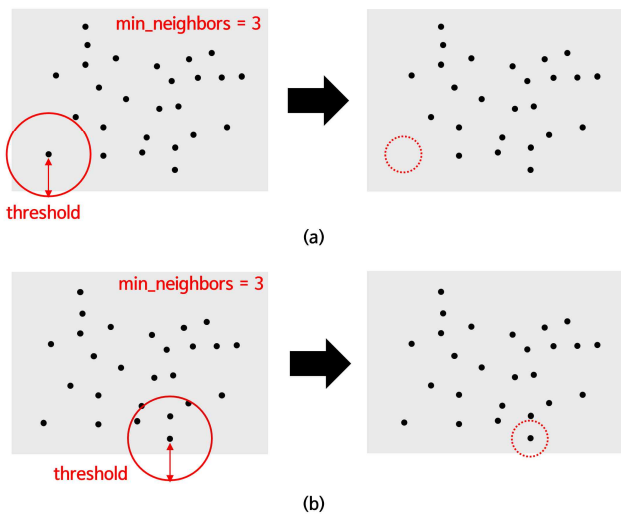 min_neighbors = 3
threshold
(a)
min_neighbors = 3
threshold
(b)